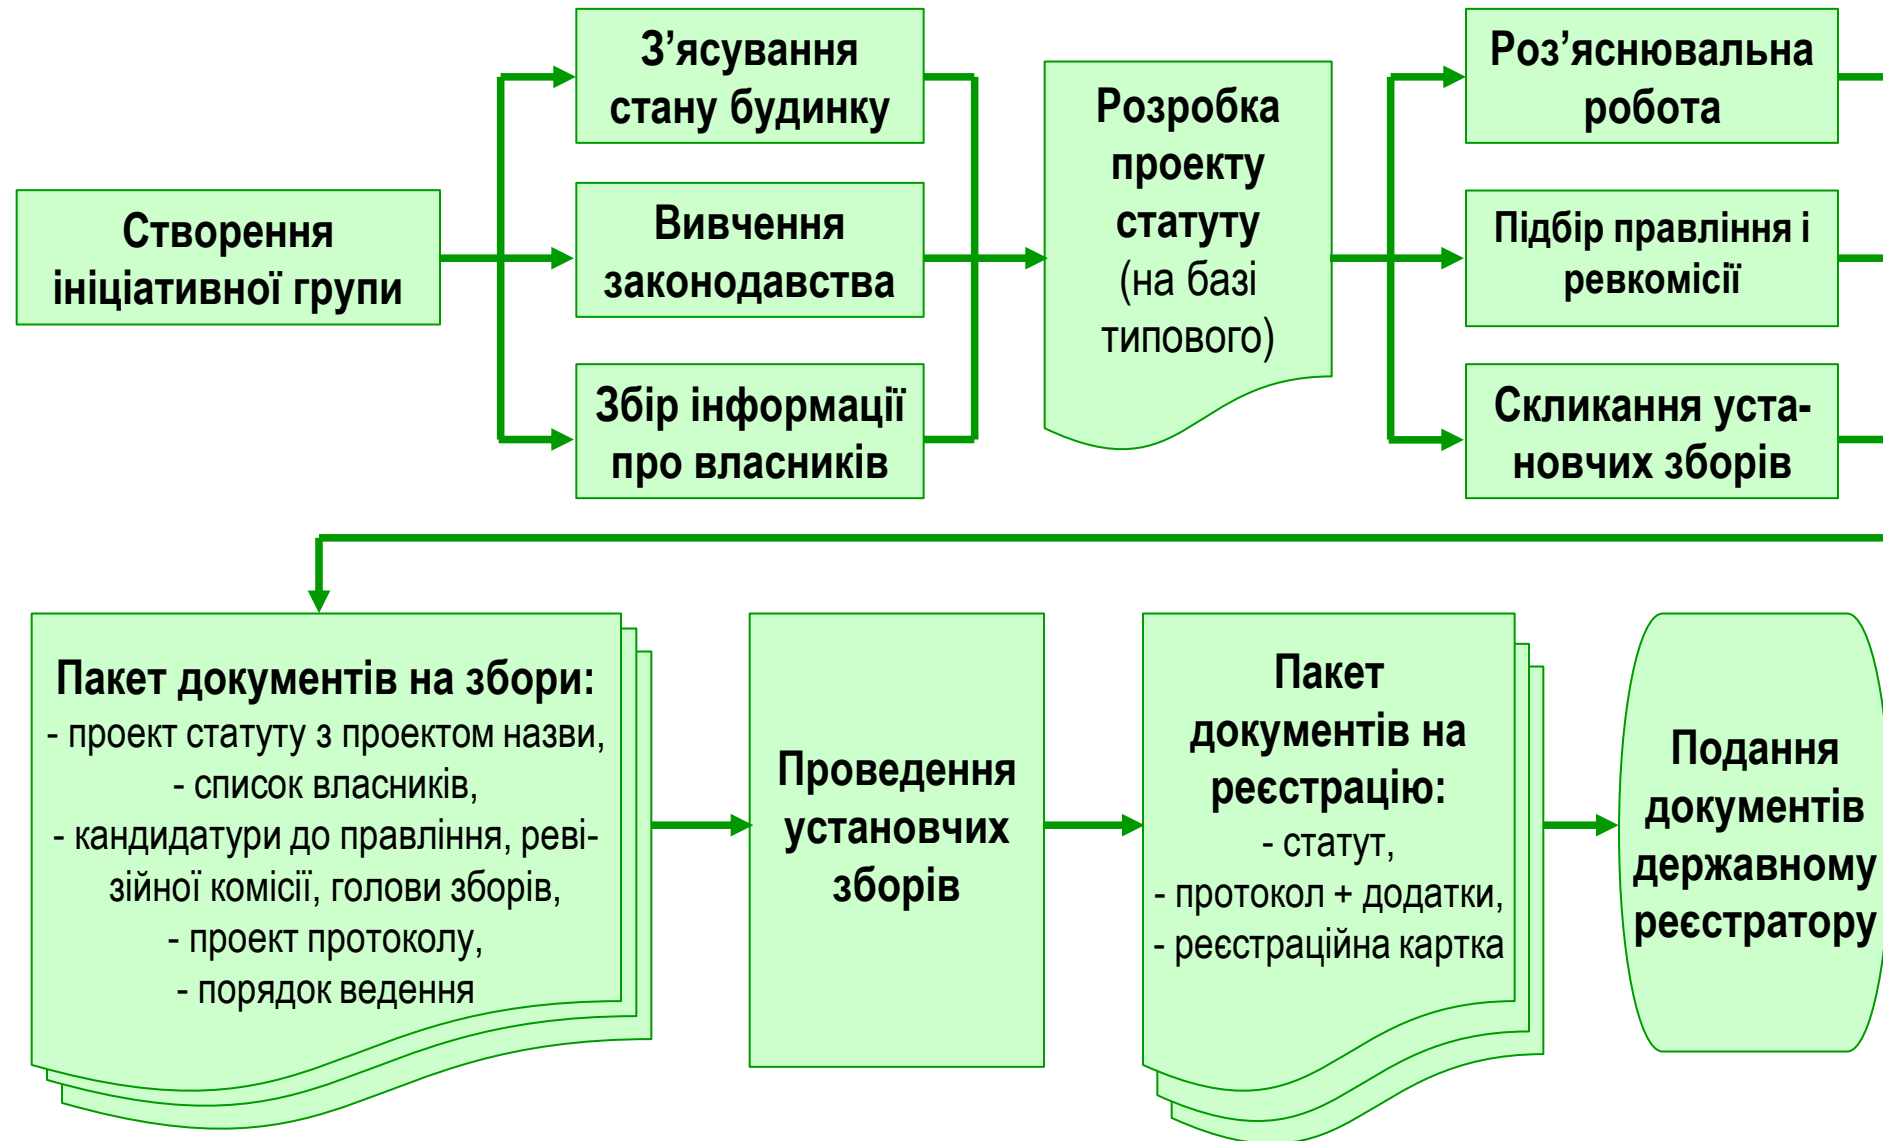 Створення
ініціативної групи
З’ясування
стану будинку
Вивчення
законодавства
Збір інформації
про власників
Розробка
проекту
статуту
(на базі
типового)
Роз’яснювальна
робота
Підбір правління і
ревкомісії
Скликання уста-
новчих зборів
Пакет документів на збори:
- проект статуту з проектом назви,
- список власників,
- кандидатури до правління, реві-
зійної комісії, голови зборів,
- проект протоколу,
- порядок ведення
Проведення
установчих
зборів
Пакет
документів на
реєстрацію:
- статут,
- протокол + додатки,
- реєстраційна картка
Подання
документів
державному
реєстратору